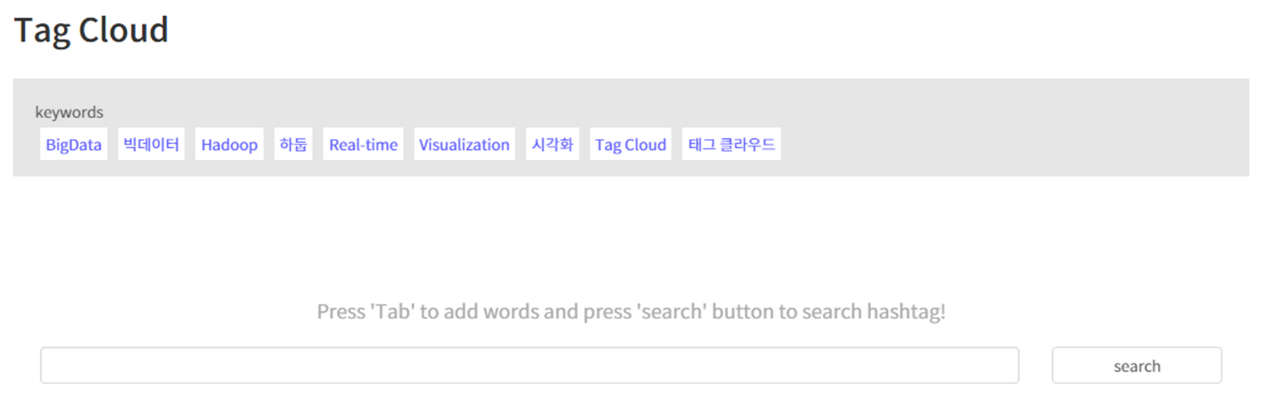 Tag Cloud
keywords
BigData 빅데이터 Hadoop 하둡 Real-time Visualization 시각화 Tag Cloud 태그 클라우드
Press 'Tab' to add words and press 'search' button to search hashtag!
search